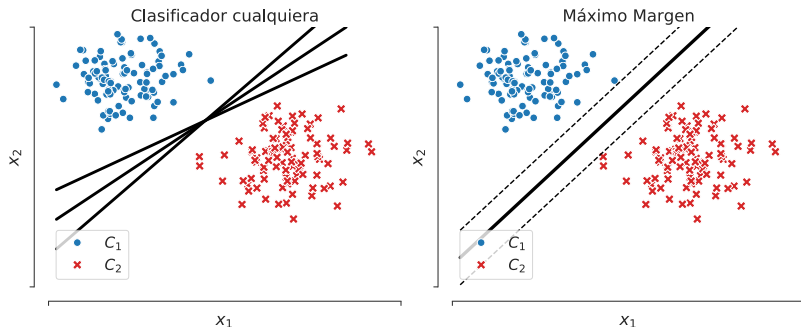 Clasificador cualquiera
x₂
C₁
C₂
x₁
Máximo Margen
x₂
C₁
C₂
x₁